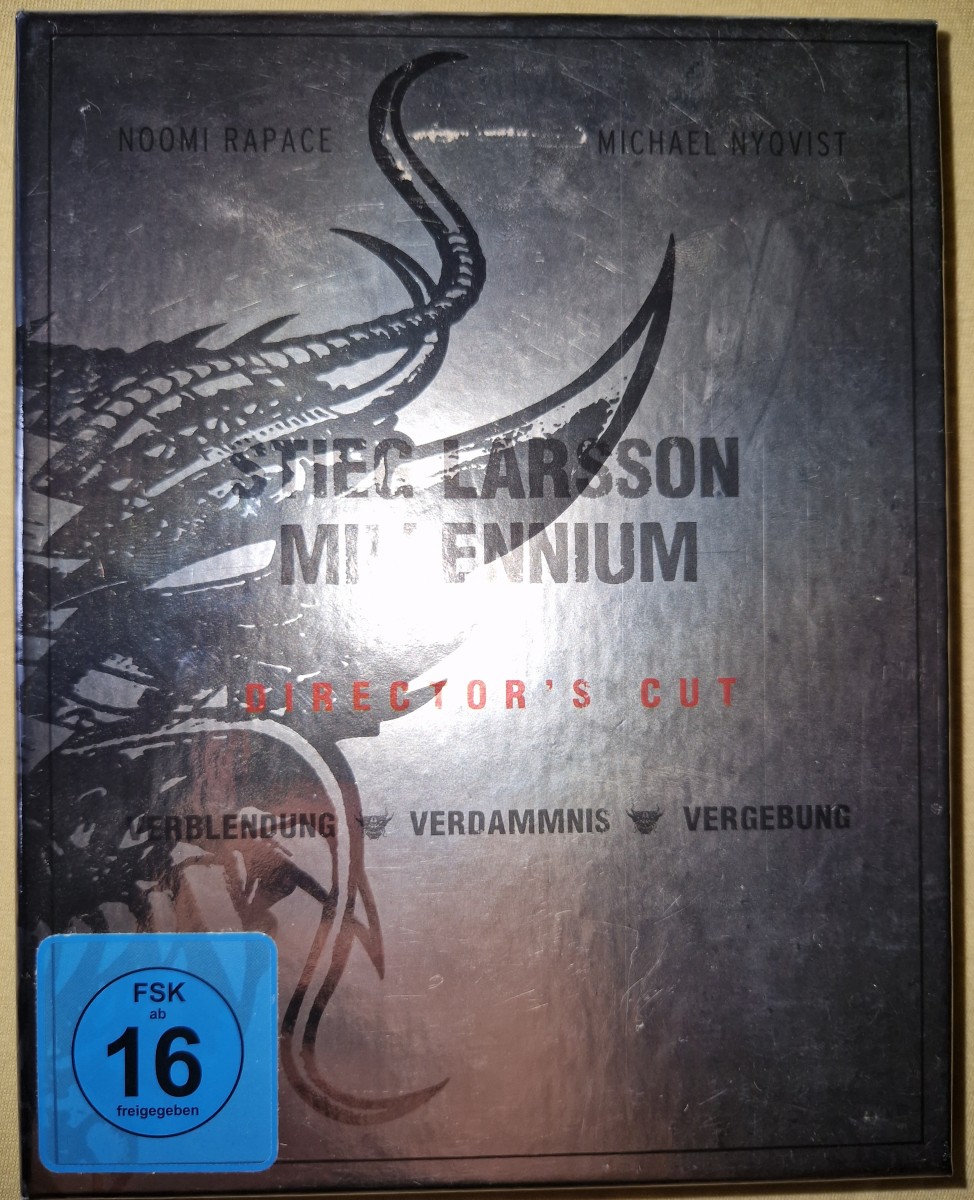 NOOMI RAPACE MICHAEL NYQVIST
STIEG LARSSON
MILLENNIUM
DIRECTOR'S CUT
VERBLENDUNG VERDAMMNIS VERGEBUNG
FSK
ab
16
freigegeben